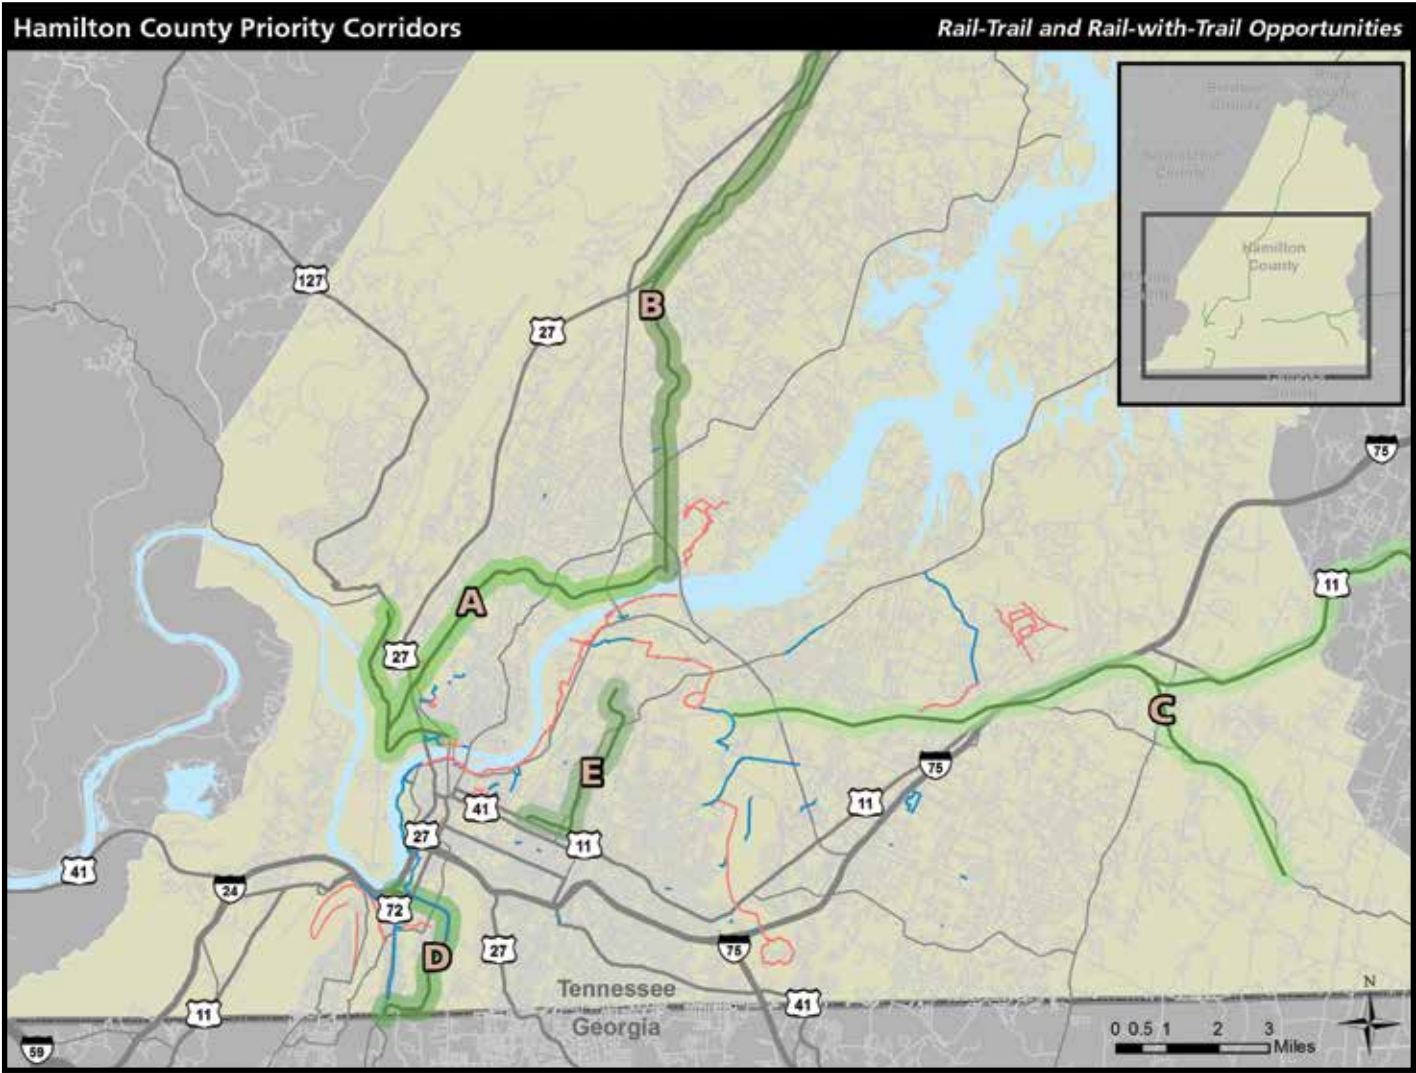 Hamilton County Priority Corridors
Rail-Trail and Rail-with-Trail Opportunities
Hamilton
County
127
27
B
75
11
A
27
C
E
75
11
41
27
11
41
24
72
D
27
75
Tennessee
Georgia
11
41
59
N
0 0.5 1 2 3
Miles